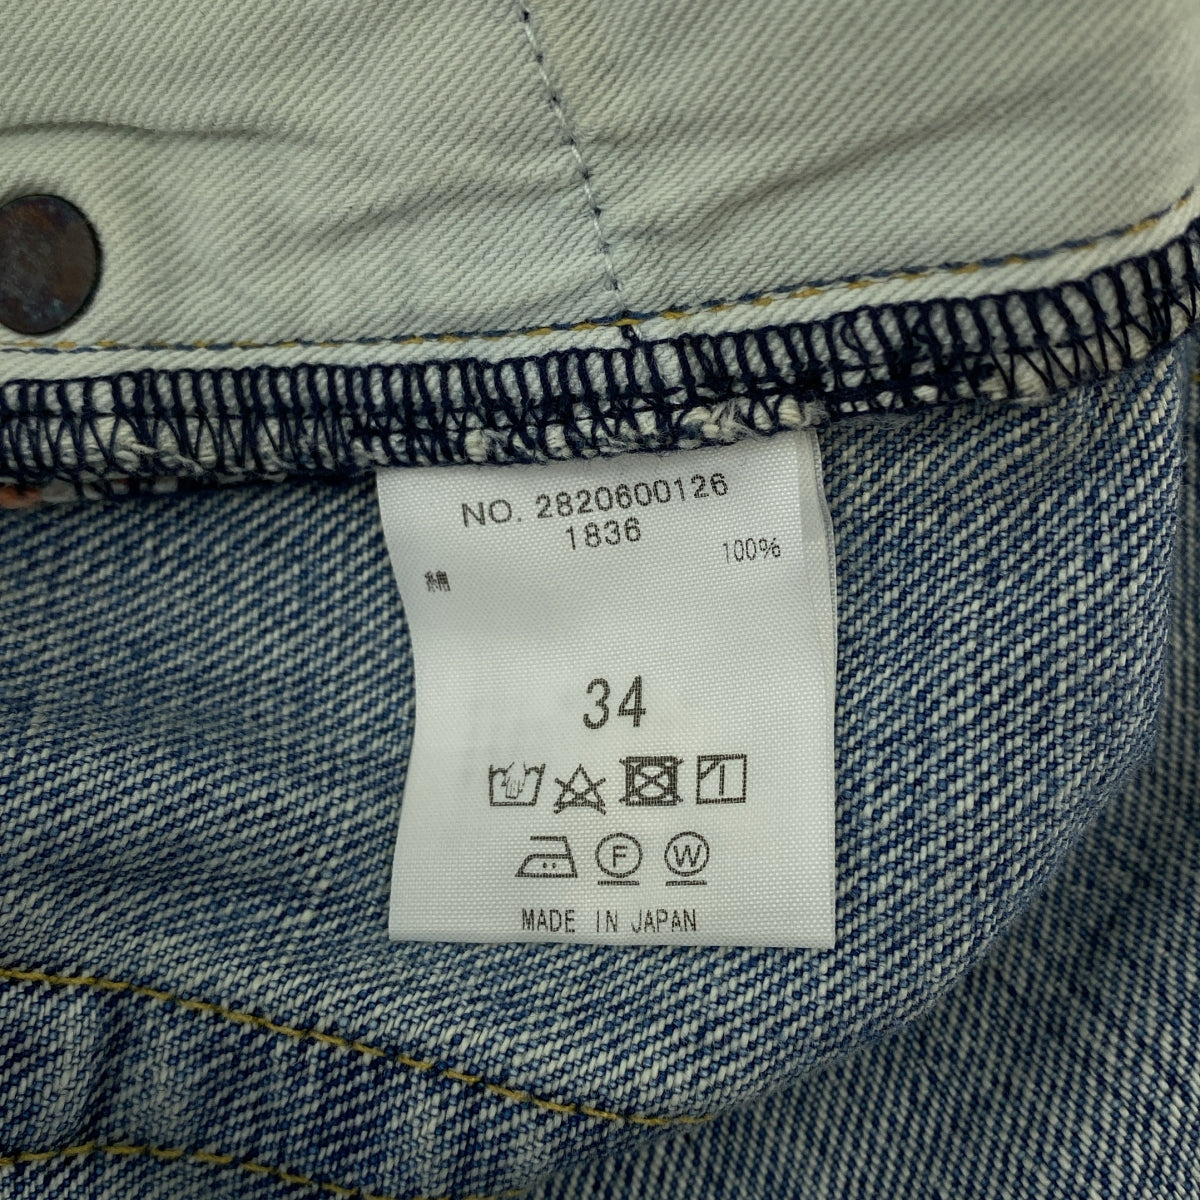 NO. 2820600126
1836
綿 100%
34
F W
MADE IN JAPAN